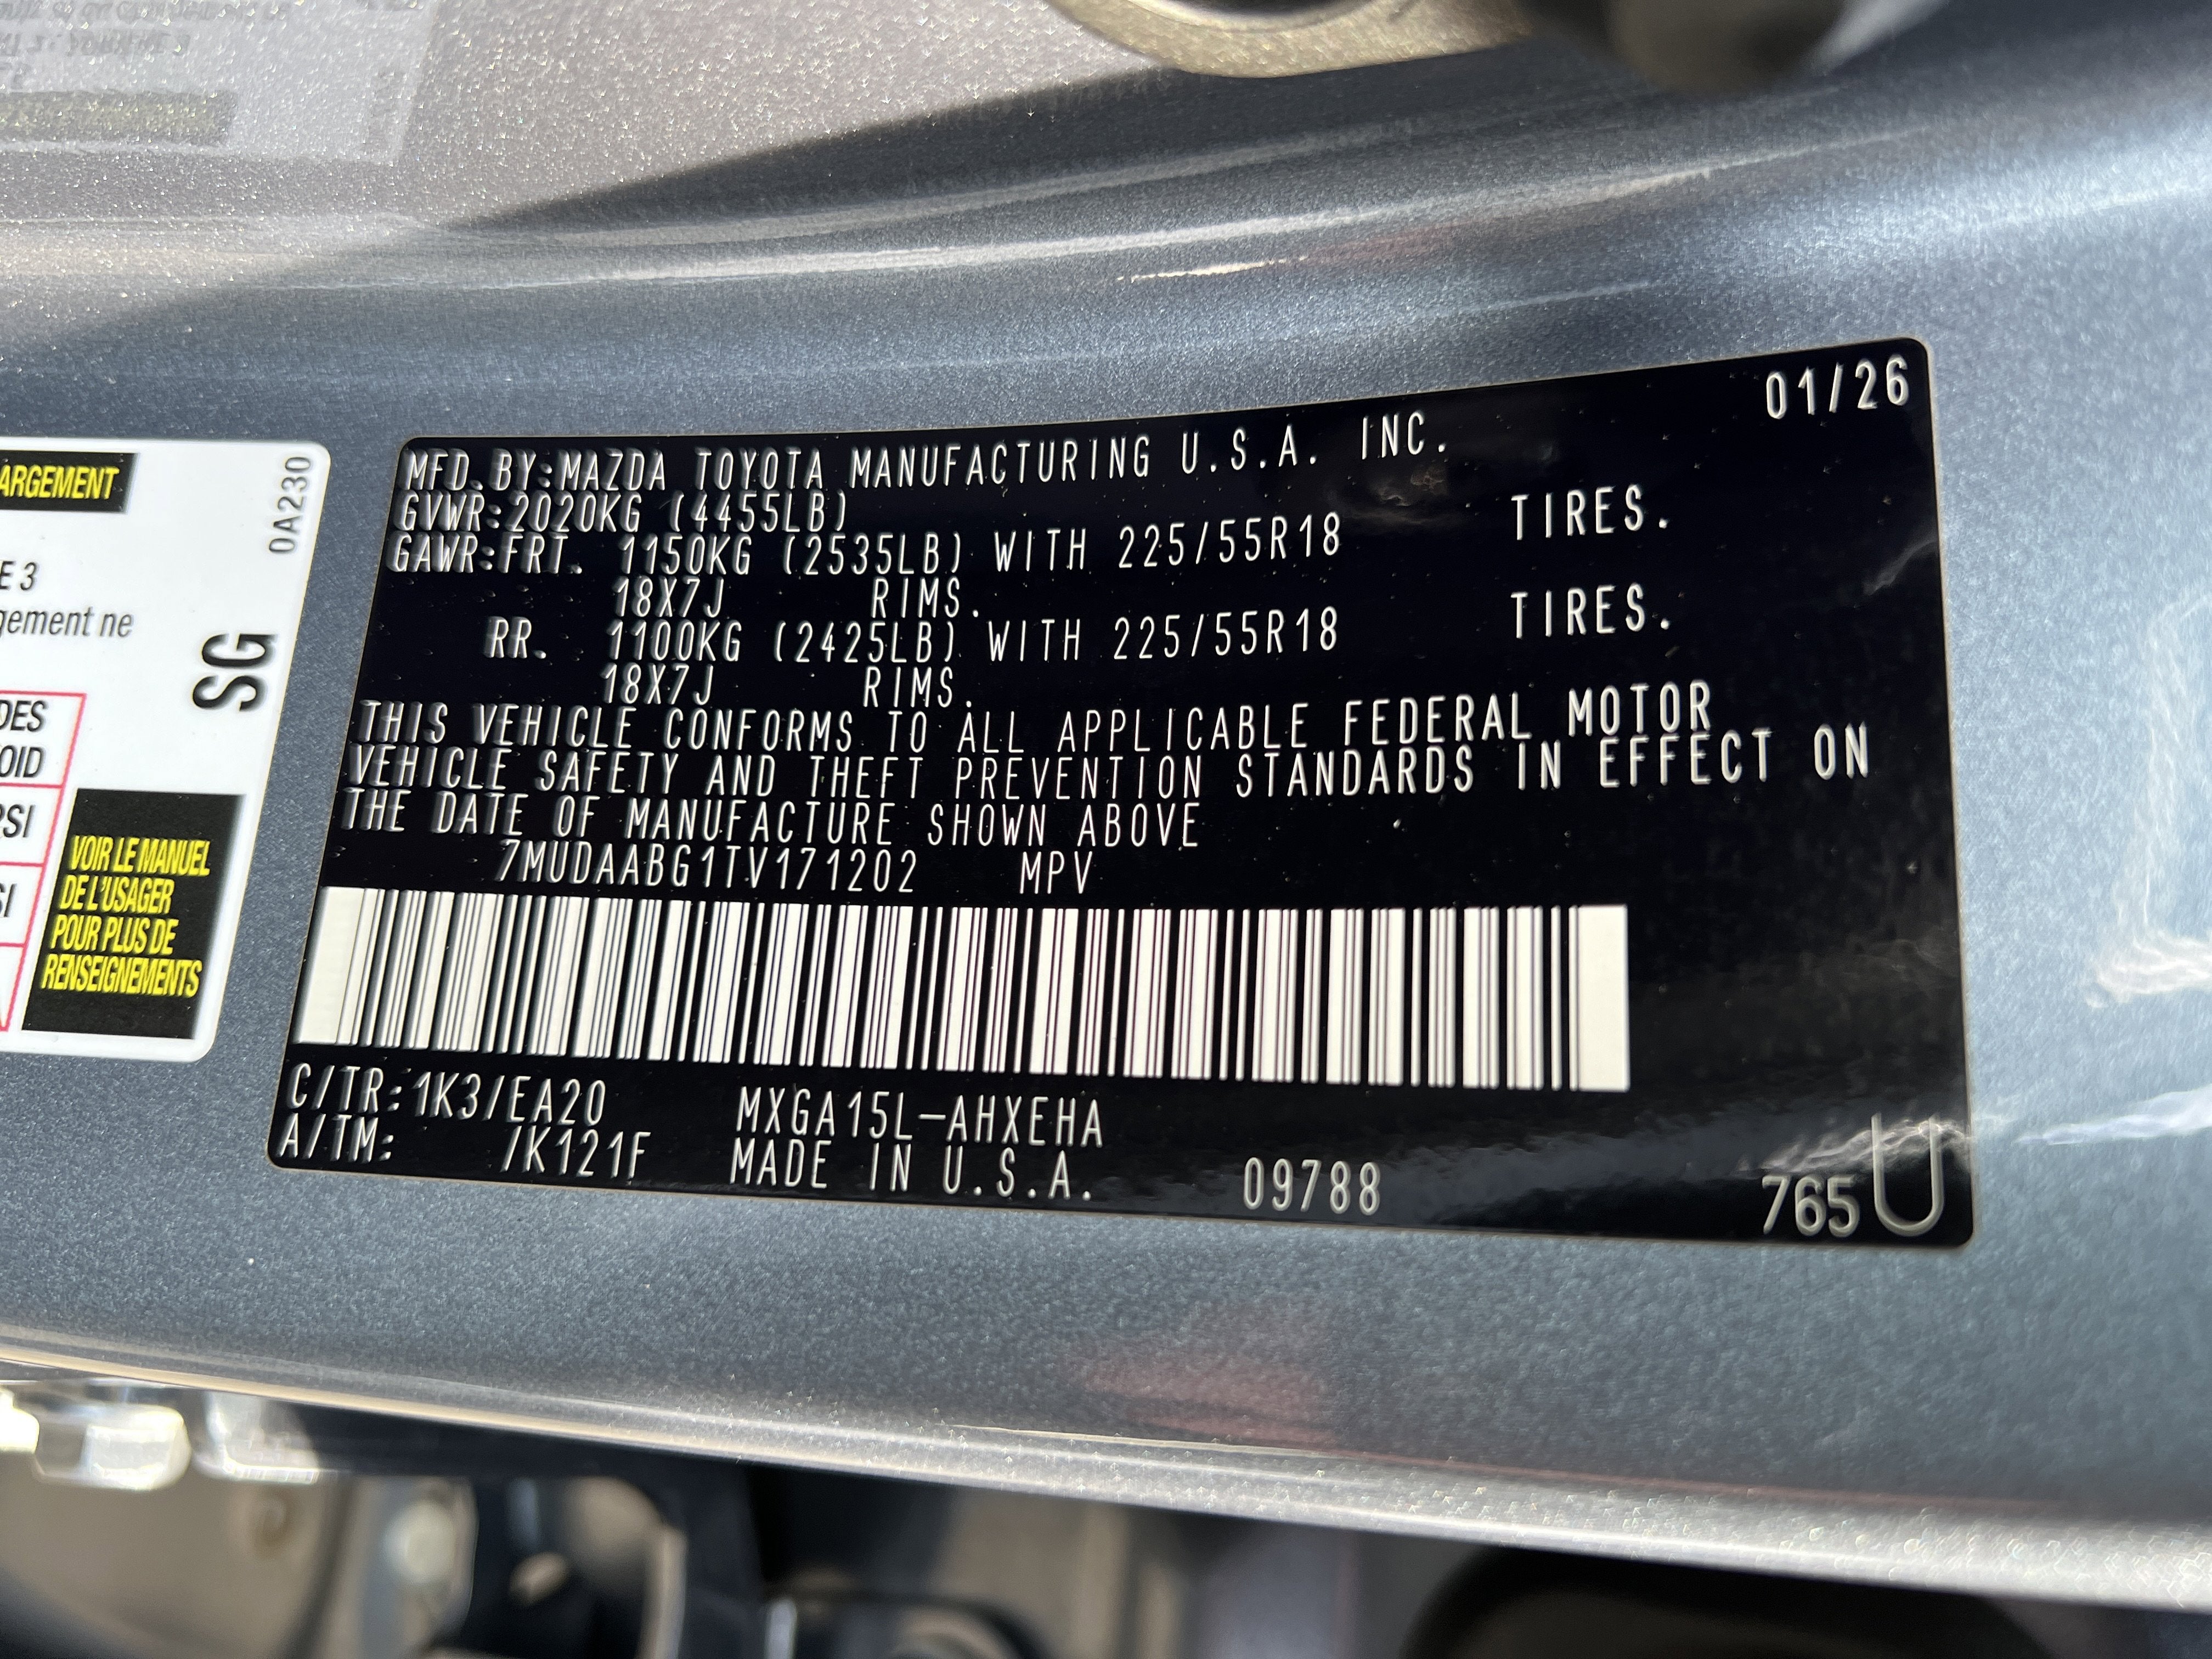 01/26
MFD.BY:MAZDA TOYOTA MANUFACTURING U.S.A. INC.
GVWR:2020KG (4455LB)
GAWR:FRT. 1150KG (2535LB) WITH 225/55R18 TIRES.
18X7J RIMS.
RR. 1100KG (2425LB) WITH 225/55R18 TIRES.
18X7J RIMS.
THIS VEHICLE CONFORMS TO ALL APPLICABLE FEDERAL MOTOR
VEHICLE SAFETY AND THEFT PREVENTION STANDARDS IN EFFECT ON
THE DATE OF MANUFACTURE SHOWN ABOVE
7MUDAABG1TV171202 MPV
C/TR:1K3/EA20 MXGA15L-AHXEHA
A/TM: /K121F MADE IN U.S.A. 09788
765U
ARGEMENT
0A230
E 3
gement ne
SG
DES
OID
RSI
SI
VOIR LE MANUEL
DE L'USAGER
POUR PLUS DE
RENSEIGNEMENTS